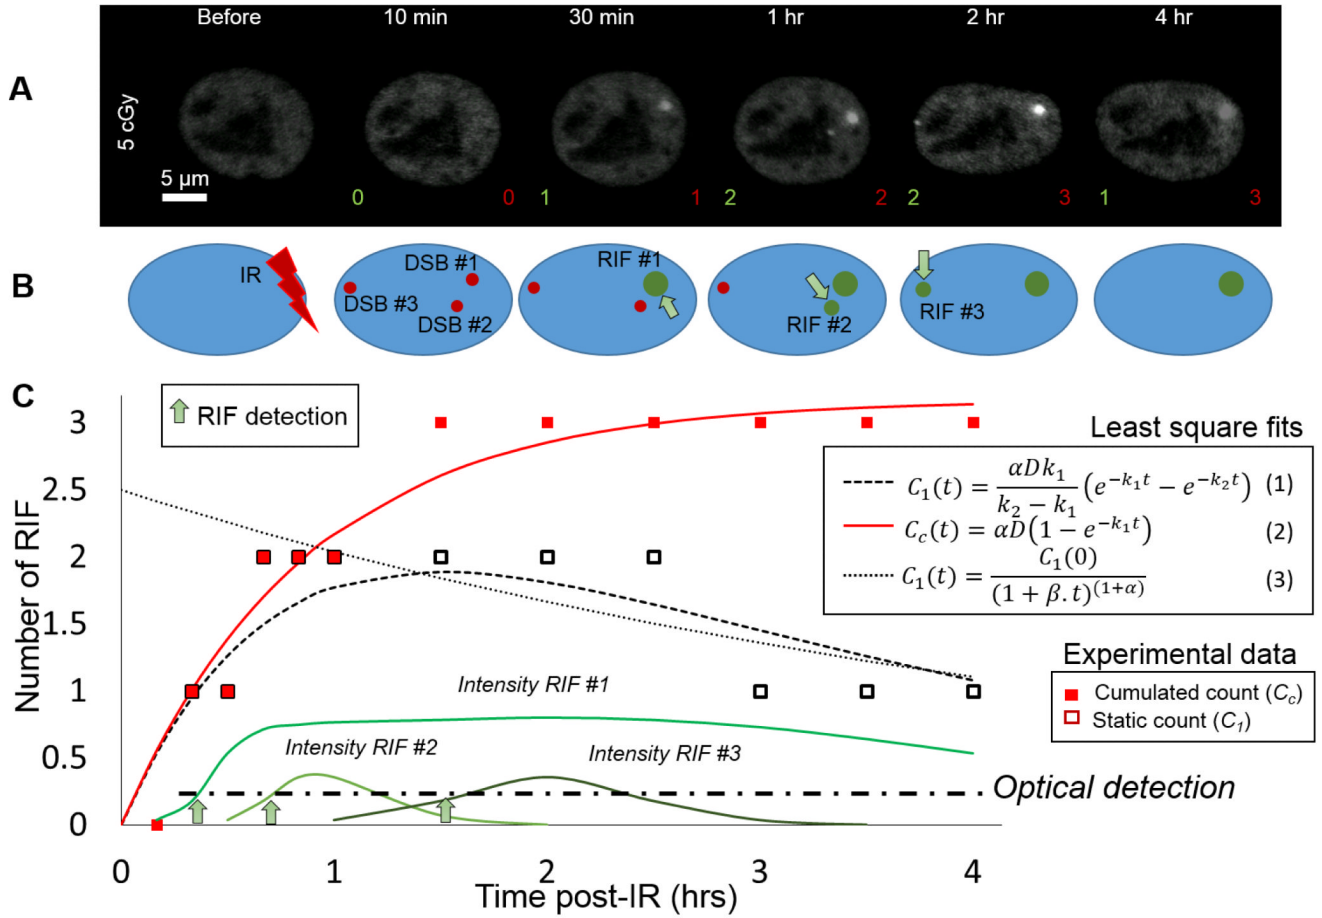 Before 10 min 30 min 1 hr 2 hr 4 hr
A
5 cGy
5 µm
0 0 1 1 2 2 2 3 1 3
B
IR
DSB #1
DSB #3
DSB #2
RIF #1
RIF #2
RIF #3
C
RIF detection
Number of RIF
3
2.5
2
1.5
1
0.5
0
Least square fits
C₁(t) = αDk₁/(k₂ − k₁) (e^{−k₁t} − e^{−k₂t}) (1)
C_c(t) = αD(1 − e^{−k₁t}) (2)
C₁(t) = C₁(0)/(1 + β.t)^{(1+α)} (3)
Experimental data
Cumulated count (C_c)
Static count (C₁)
Intensity RIF #1
Intensity RIF #2
Intensity RIF #3
Optical detection
0 1 2 3 4
Time post-IR (hrs)